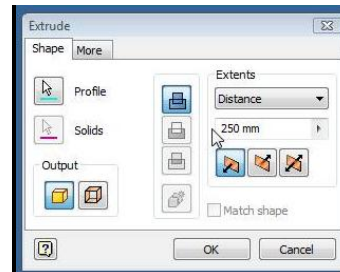 Extrude
Shape More
Extents
Profile
Distance
Solids
250 mm
Output
Match shape
?
OK Cancel